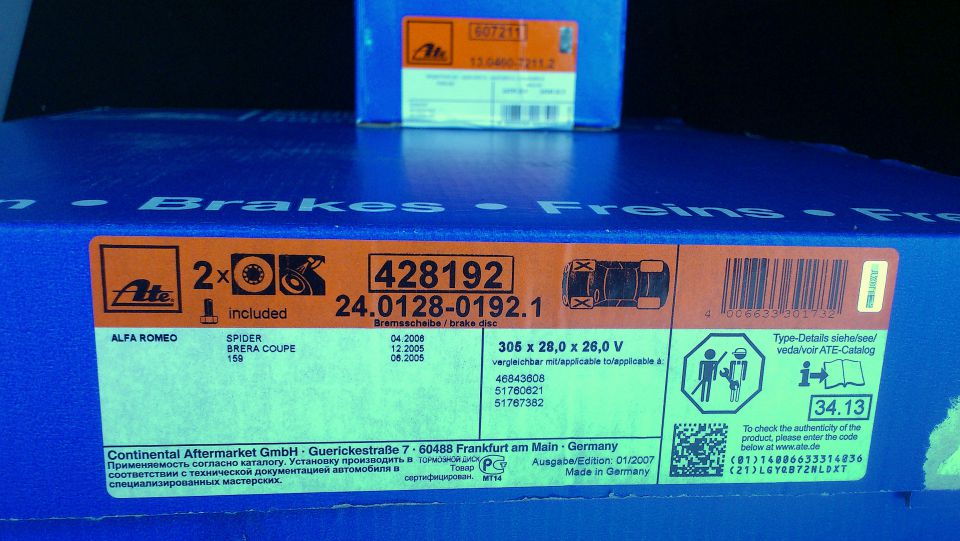 607211
Ate
13.0460-7211.2
n • Brakes • Freins • Fre
Ate
2x
included
428192
24.0128-0192.1
Bremsscheibe / brake disc
4 006633 301732
ALFA ROMEO SPIDER 04.2006
BRERA COUPE 12.2005
159 06.2005
305 x 28,0 x 26,0 V
vergleichbar mit/applicable to/applicable à:
46843608
51760621
51767382
Type-Details siehe/see/
veda/voir ATE-Catalog
i
34.13
To check the authenticity of the
product, please enter the code
below at www.ate.de
(01)14006633314036
(21)LGYQB72NLDXT
Continental Aftermarket GmbH · Guerickestraße 7 · 60488 Frankfurt am Main · Germany
Применяемость согласно каталогу. Установку производить в
соответствии с технической документацией автомобиля в
специализированных мастерских.
ТОРМОЗНОЙ ДИСК
Товар
сертифицирован.
МТ14
Ausgabe/Edition: 01/2007
Made in Germany